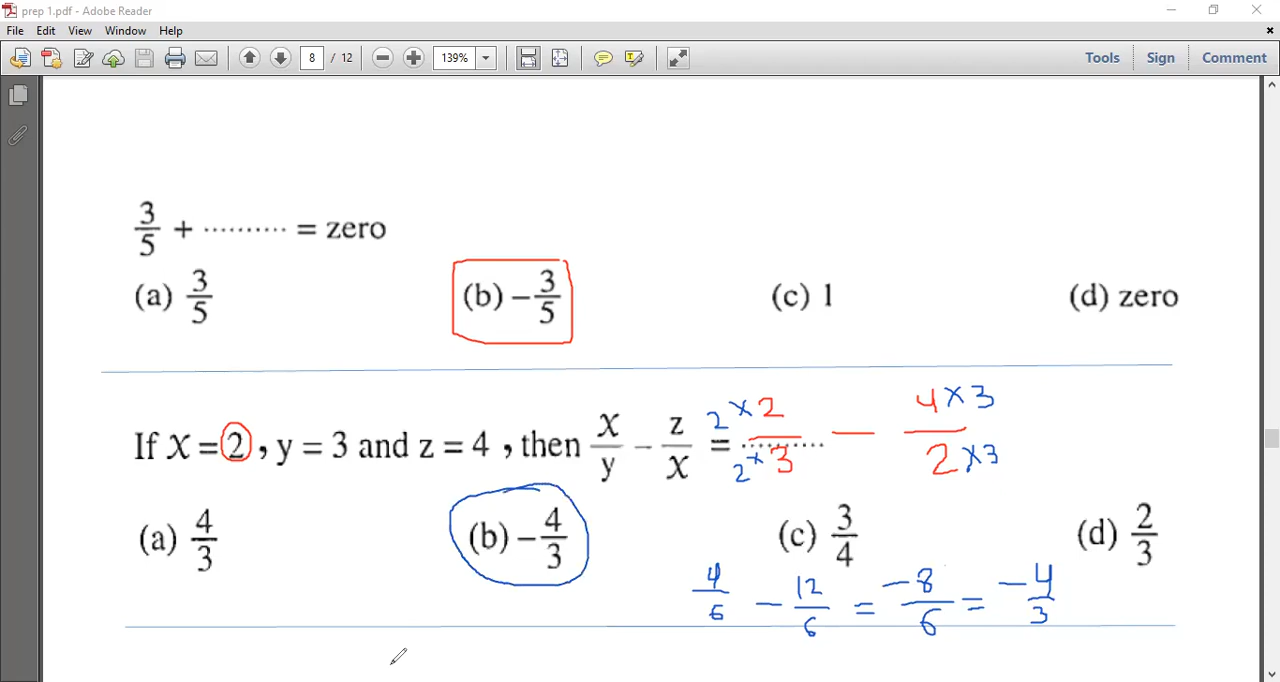 prep 1.pdf - Adobe Reader
File Edit View Window Help
8 / 12 139% Tools Sign Comment
3/5 + .......... = zero
(a) 3/5 (b) -3/5 (c) 1 (d) zero
If X = 2 , y = 3 and z = 4 , then X/y - z/X = .......... 2 × 2 / 2 × 3 - 4 × 3 / 2 × 3
(a) 4/3 (b) -4/3 (c) 3/4 (d) 2/3
4/6 - 12/6 = -8/6 = -4/3